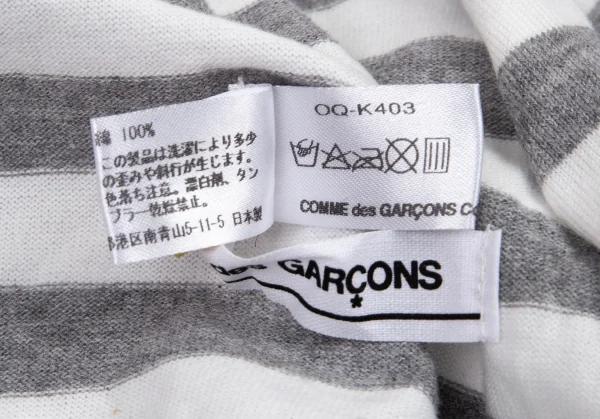 綿 100%
この製品は洗濯により多少
の歪みや斜行が生じます。
色落ち注意。漂白剤、タン
ブラー乾燥禁止。
港区南青山5-11-5 日本製
OQ-K403
COMME des GARÇONS
des GARÇONS
*